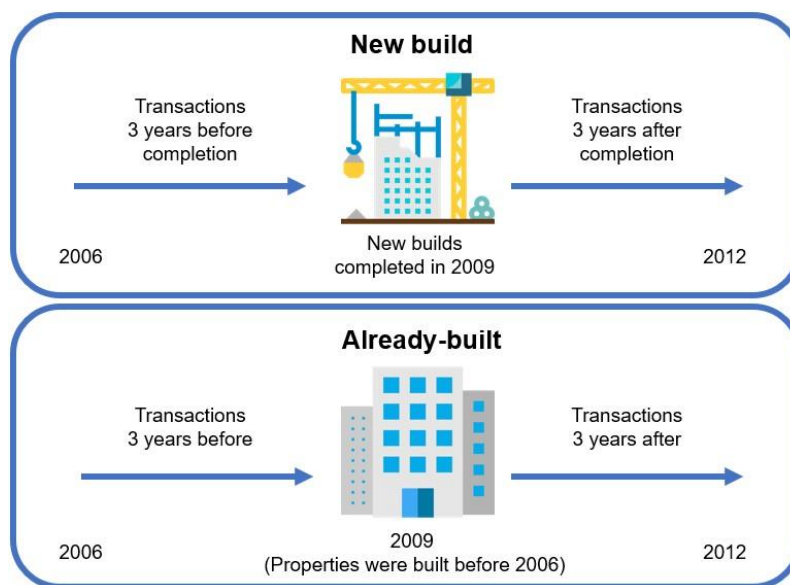 New build
Transactions
3 years before
completion
Transactions
3 years after
completion
2006
New builds
completed in 2009
2012
Already-built
Transactions
3 years before
Transactions
3 years after
2006
2009
(Properties were built before 2006)
2012